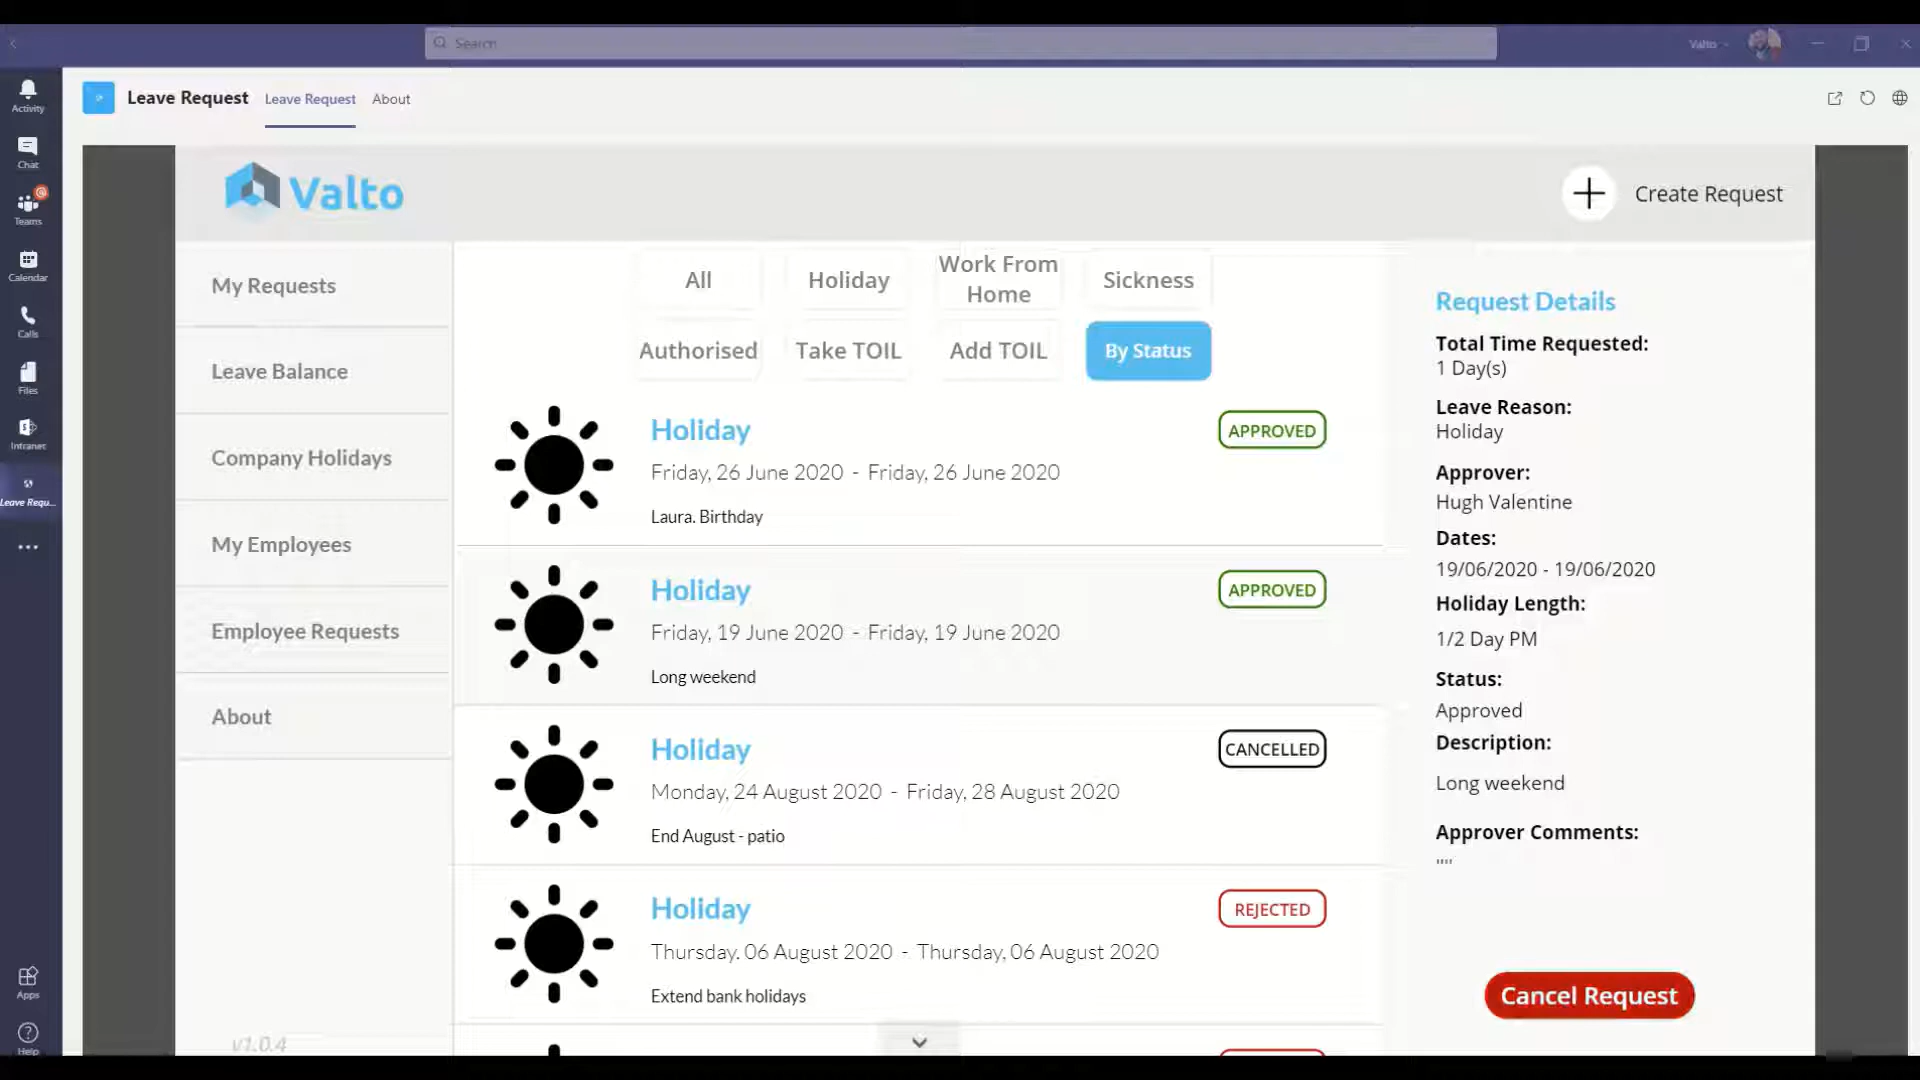 Search
Valto
Activity
Chat
Teams
Calendar
Calls
Files
Intranet
Leave Requ...
Apps
Help
Leave Request
Leave Request
About
Valto
Create Request
My Requests
Leave Balance
Company Holidays
My Employees
Employee Requests
About
v1.0.4
All
Holiday
Work From
Home
Sickness
Authorised
Take TOIL
Add TOIL
By Status
Holiday
APPROVED
Friday, 26 June 2020 - Friday, 26 June 2020
Laura. Birthday
Holiday
APPROVED
Friday, 19 June 2020 - Friday, 19 June 2020
Long weekend
Holiday
CANCELLED
Monday, 24 August 2020 - Friday, 28 August 2020
End August - patio
Holiday
REJECTED
Thursday, 06 August 2020 - Thursday, 06 August 2020
Extend bank holidays
Request Details
Total Time Requested:
1 Day(s)
Leave Reason:
Holiday
Approver:
Hugh Valentine
Dates:
19/06/2020 - 19/06/2020
Holiday Length:
1/2 Day PM
Status:
Approved
Description:
Long weekend
Approver Comments:
""
Cancel Request